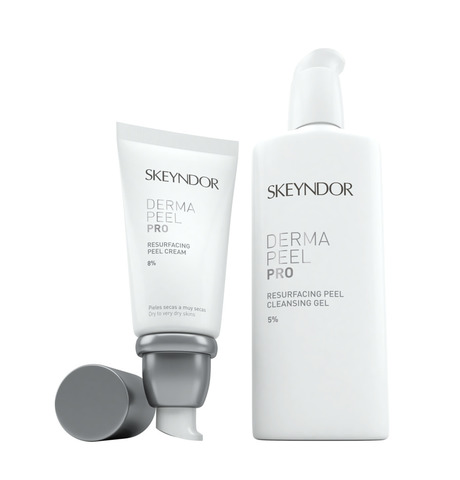 SKEYNDOR
DERMA
PEEL
PRO
RESURFACING
PEEL CREAM
8%
Pieles secas a muy secas
Dry to very dry skins
SKEYNDOR
DERMA
PEEL
PRO
RESURFACING PEEL
CLEANSING GEL
5%